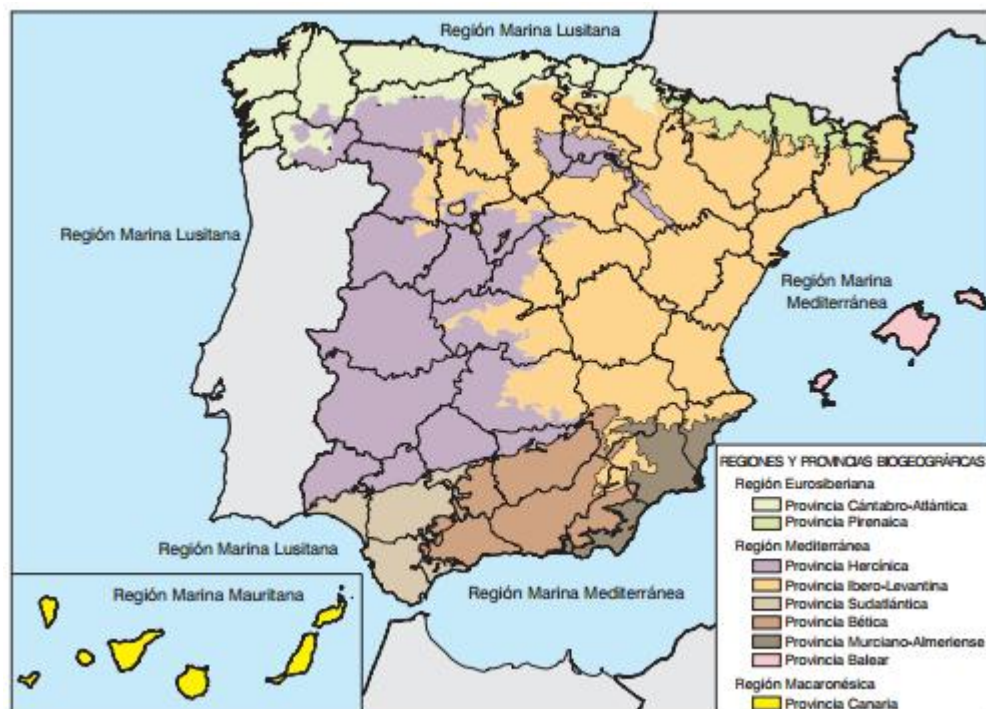 Región Marina Lusitana
Región Marina Lusitana
Región Marina
Mediterránea
Región Marina Lusitana
Región Marina Mediterránea
Región Marina Mauritana
REGIONES Y PROVINCIAS BIOGEOGRÁFICAS
Región Eurosiberiana
Provincia Cántabro-Atlántica
Provincia Pirenaica
Región Mediterránea
Provincia Hercínica
Provincia Ibero-Levantina
Provincia Sudatlántica
Provincia Bética
Provincia Murciano-Almeriense
Provincia Balear
Región Macaronésica
Provincia Canaria